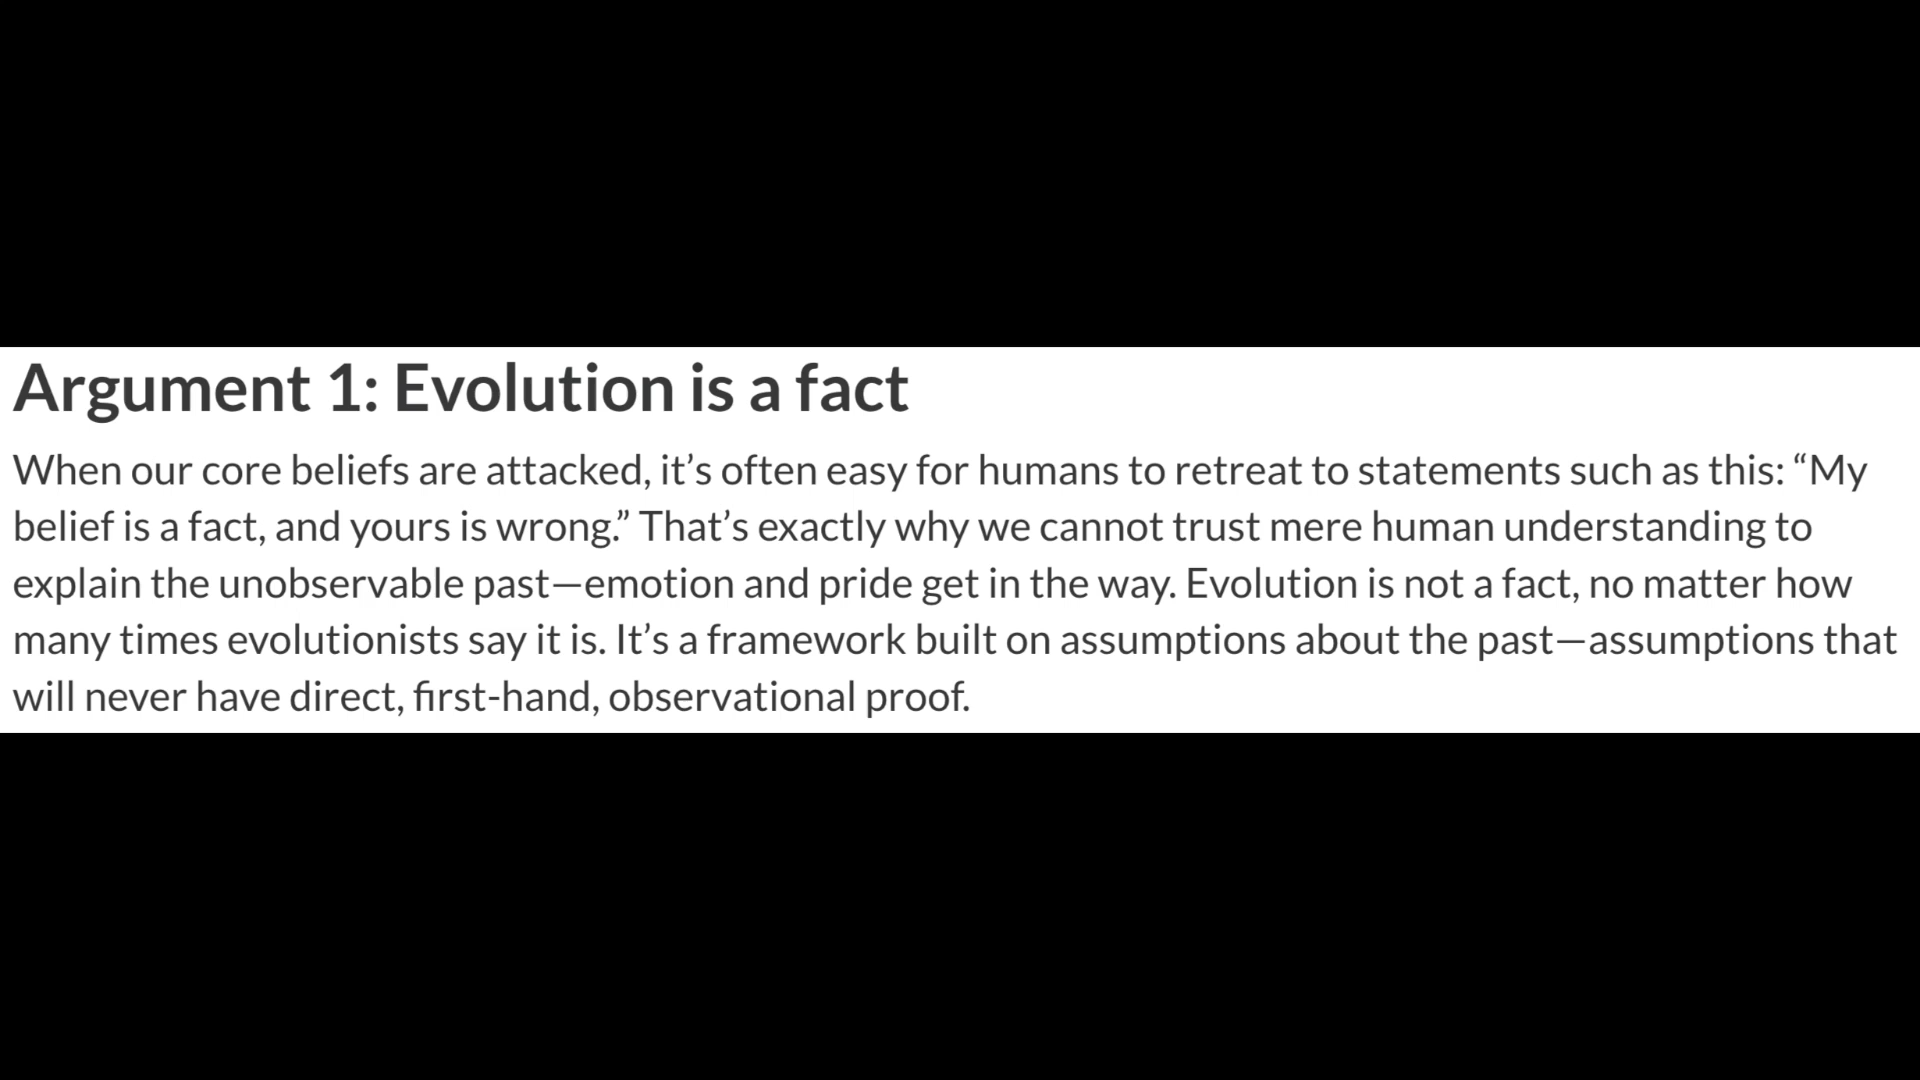 Argument 1: Evolution is a fact
When our core beliefs are attacked, it’s often easy for humans to retreat to statements such as this: “My
belief is a fact, and yours is wrong.” That’s exactly why we cannot trust mere human understanding to
explain the unobservable past—emotion and pride get in the way. Evolution is not a fact, no matter how
many times evolutionists say it is. It’s a framework built on assumptions about the past—assumptions that
will never have direct, first-hand, observational proof.